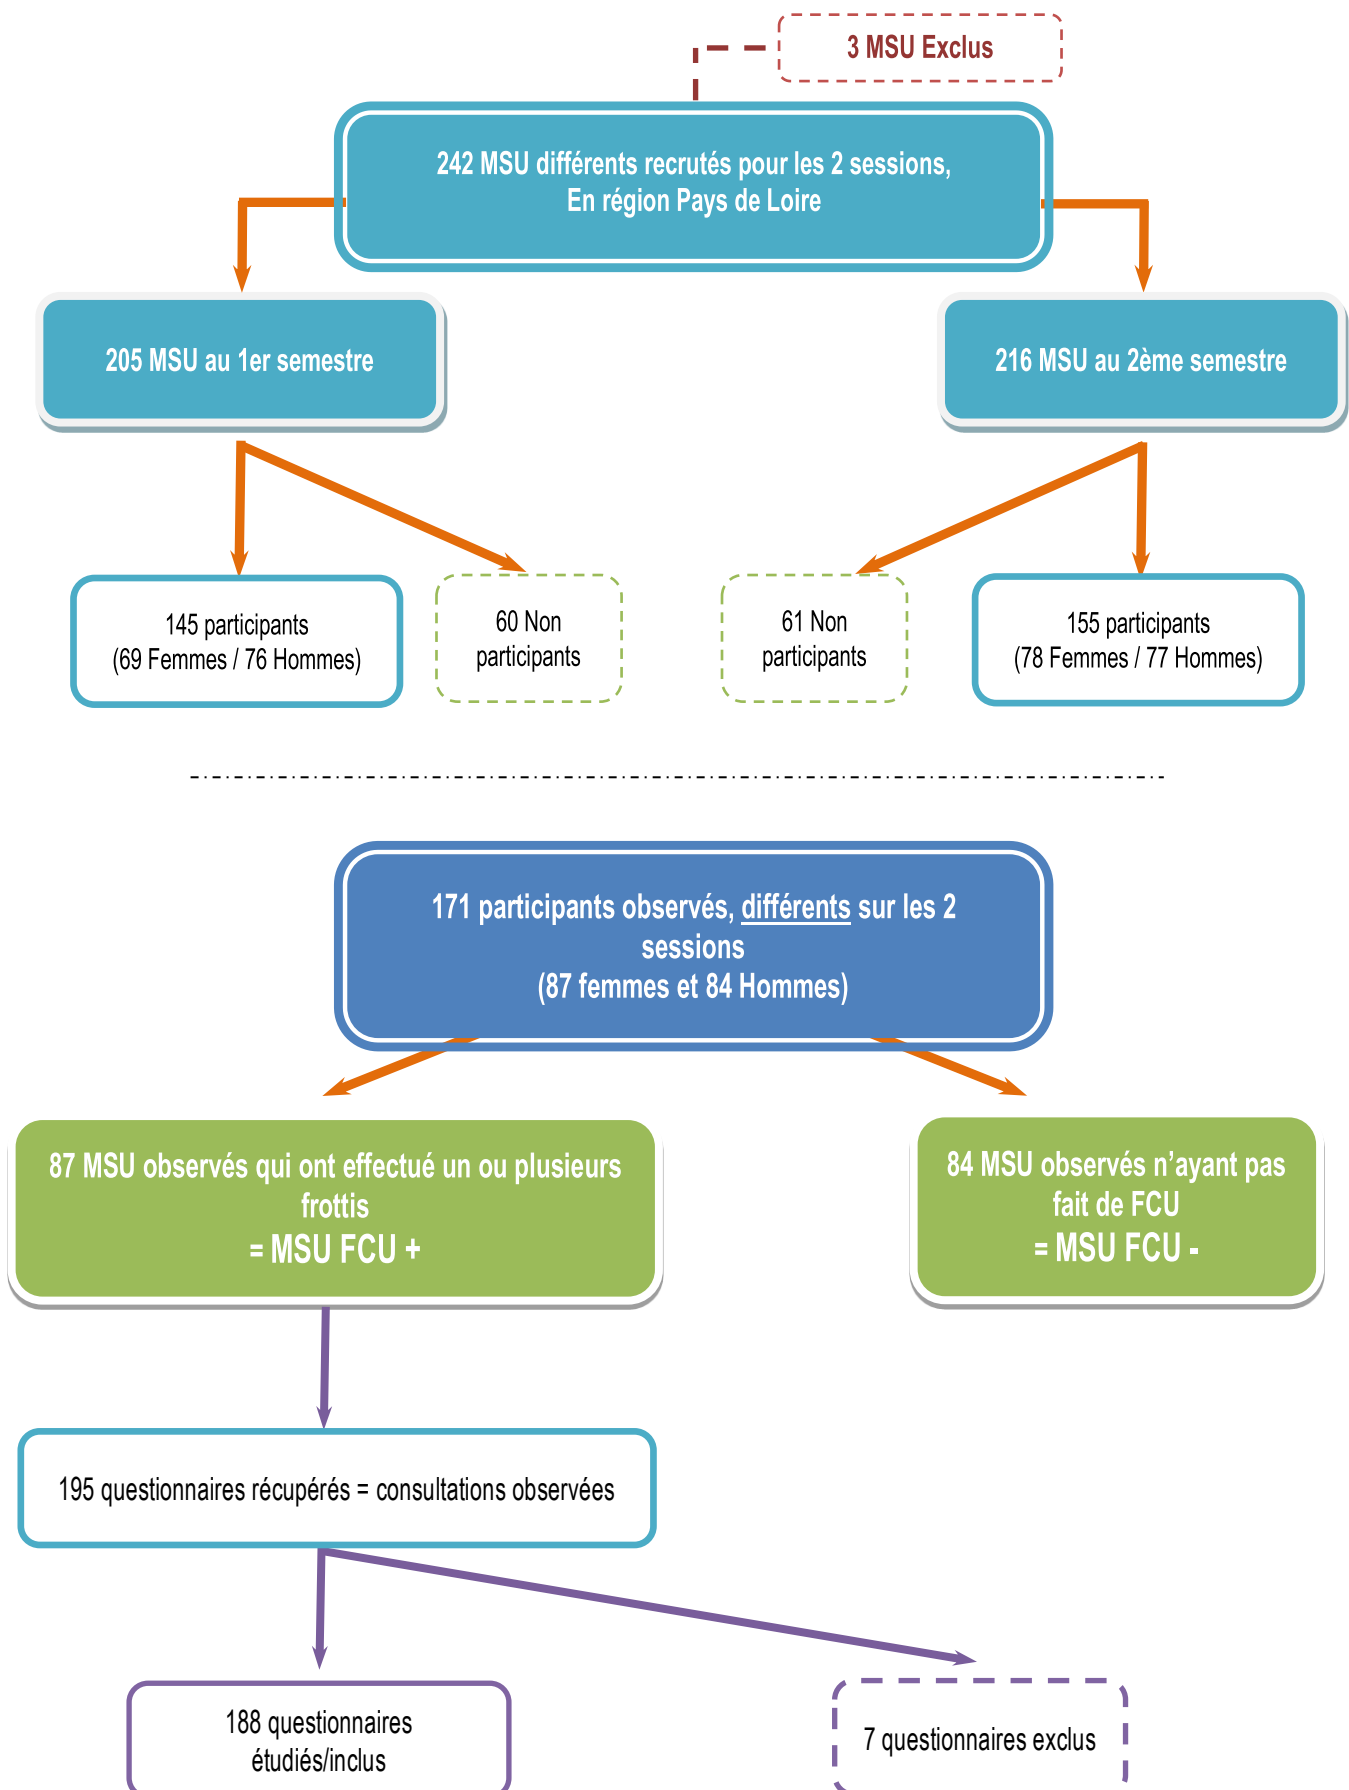 3 MSU Exclus
242 MSU différents recrutés pour les 2 sessions,
En région Pays de Loire
205 MSU au 1er semestre
216 MSU au 2ème semestre
145 participants
(69 Femmes / 76 Hommes)
60 Non
participants
61 Non
participants
155 participants
(78 Femmes / 77 Hommes)
171 participants observés, différents sur les 2
sessions
(87 femmes et 84 Hommes)
87 MSU observés qui ont effectué un ou plusieurs
frottis
= MSU FCU +
84 MSU observés n’ayant pas
fait de FCU
= MSU FCU -
195 questionnaires récupérés = consultations observées
188 questionnaires
étudiés/inclus
7 questionnaires exclus